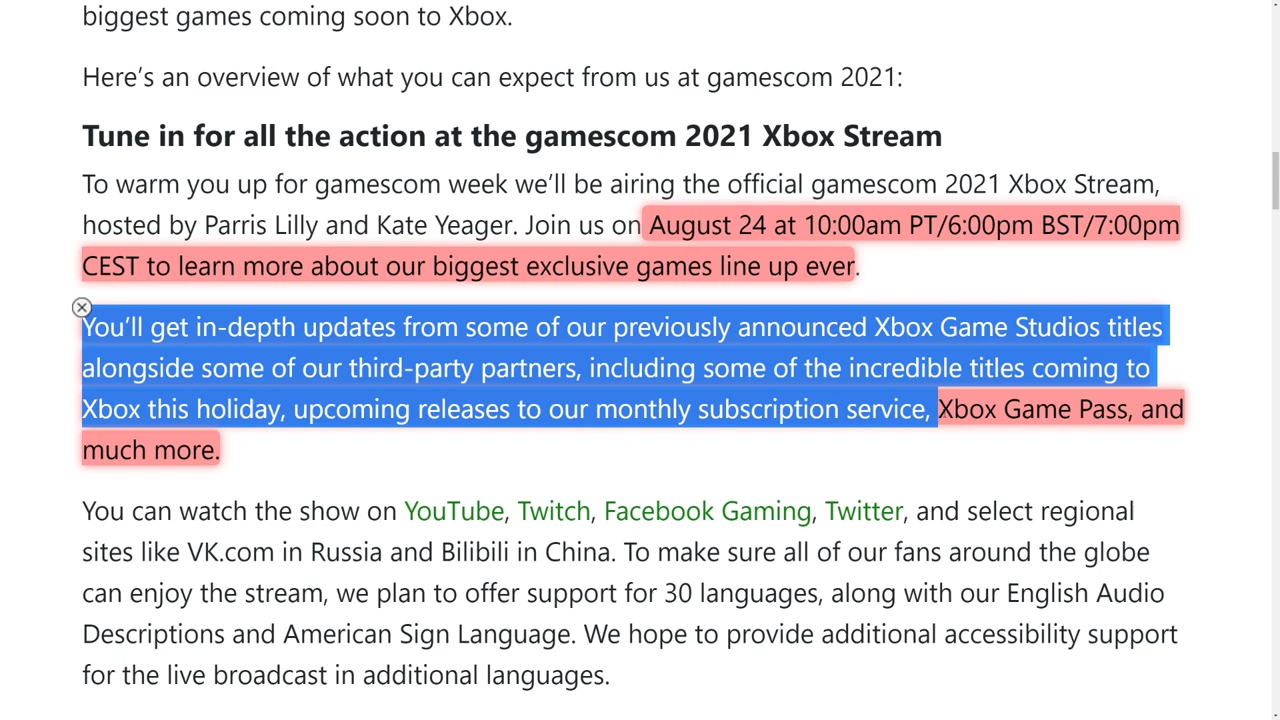 biggest games coming soon to Xbox.
Here’s an overview of what you can expect from us at gamescom 2021:
Tune in for all the action at the gamescom 2021 Xbox Stream
To warm you up for gamescom week we’ll be airing the official gamescom 2021 Xbox Stream,
hosted by Parris Lilly and Kate Yeager. Join us on August 24 at 10:00am PT/6:00pm BST/7:00pm
CEST to learn more about our biggest exclusive games line up ever.
You’ll get in-depth updates from some of our previously announced Xbox Game Studios titles
alongside some of our third-party partners, including some of the incredible titles coming to
Xbox this holiday, upcoming releases to our monthly subscription service, Xbox Game Pass, and
much more.
You can watch the show on YouTube, Twitch, Facebook Gaming, Twitter, and select regional
sites like VK.com in Russia and Bilibili in China. To make sure all of our fans around the globe
can enjoy the stream, we plan to offer support for 30 languages, along with our English Audio
Descriptions and American Sign Language. We hope to provide additional accessibility support
for the live broadcast in additional languages.